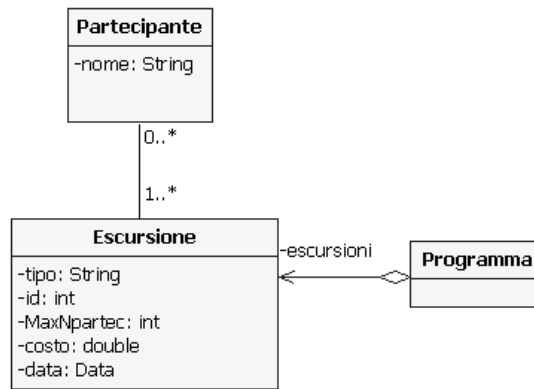 Partecipante
-nome: String
0..*
1..*
Escursione
-tipo: String
-id: int
-MaxNpartec: int
-costo: double
-data: Data
-escursioni
Programma